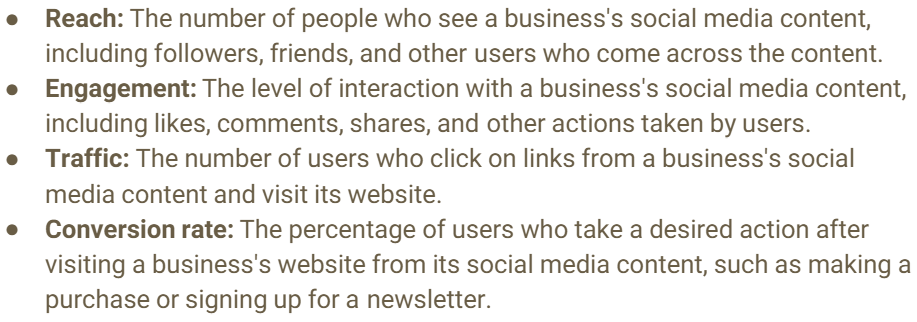 ● Reach: The number of people who see a business's social media content,
including followers, friends, and other users who come across the content.
● Engagement: The level of interaction with a business's social media content,
including likes, comments, shares, and other actions taken by users.
● Traffic: The number of users who click on links from a business's social
media content and visit its website.
● Conversion rate: The percentage of users who take a desired action after
visiting a business's website from its social media content, such as making a
purchase or signing up for a newsletter.